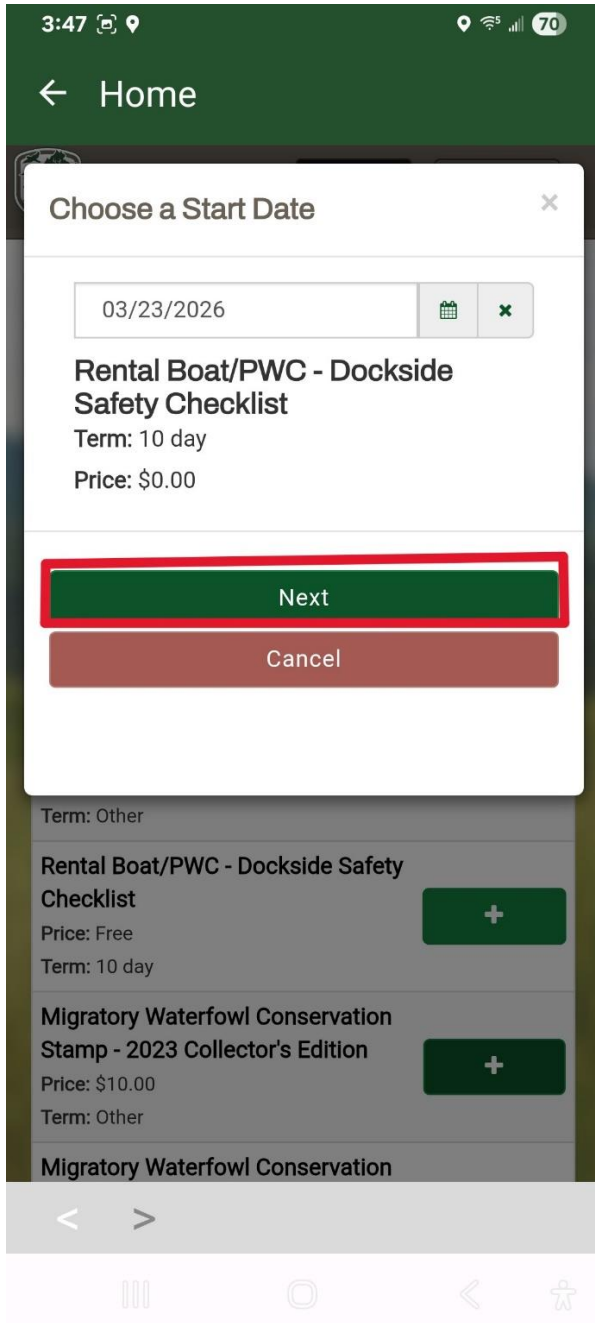 3:47
5 70
← Home
Choose a Start Date ×
03/23/2026
Rental Boat/PWC - Dockside
Safety Checklist
Term: 10 day
Price: $0.00
Next
Cancel
Term: Other
Rental Boat/PWC - Dockside Safety
Checklist
Price: Free
Term: 10 day
+
Migratory Waterfowl Conservation
Stamp - 2023 Collector's Edition
Price: $10.00
Term: Other
+
Migratory Waterfowl Conservation
< >